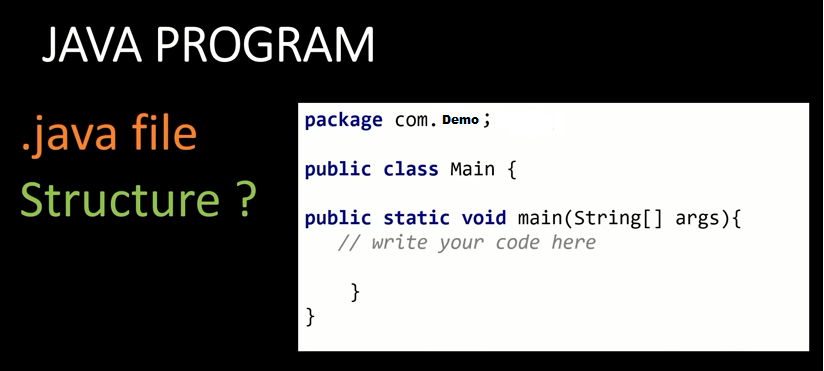 JAVA PROGRAM
.java file
Structure ?
package com. Demo ;
public class Main {
public static void main(String[] args){
// write your code here
}
}